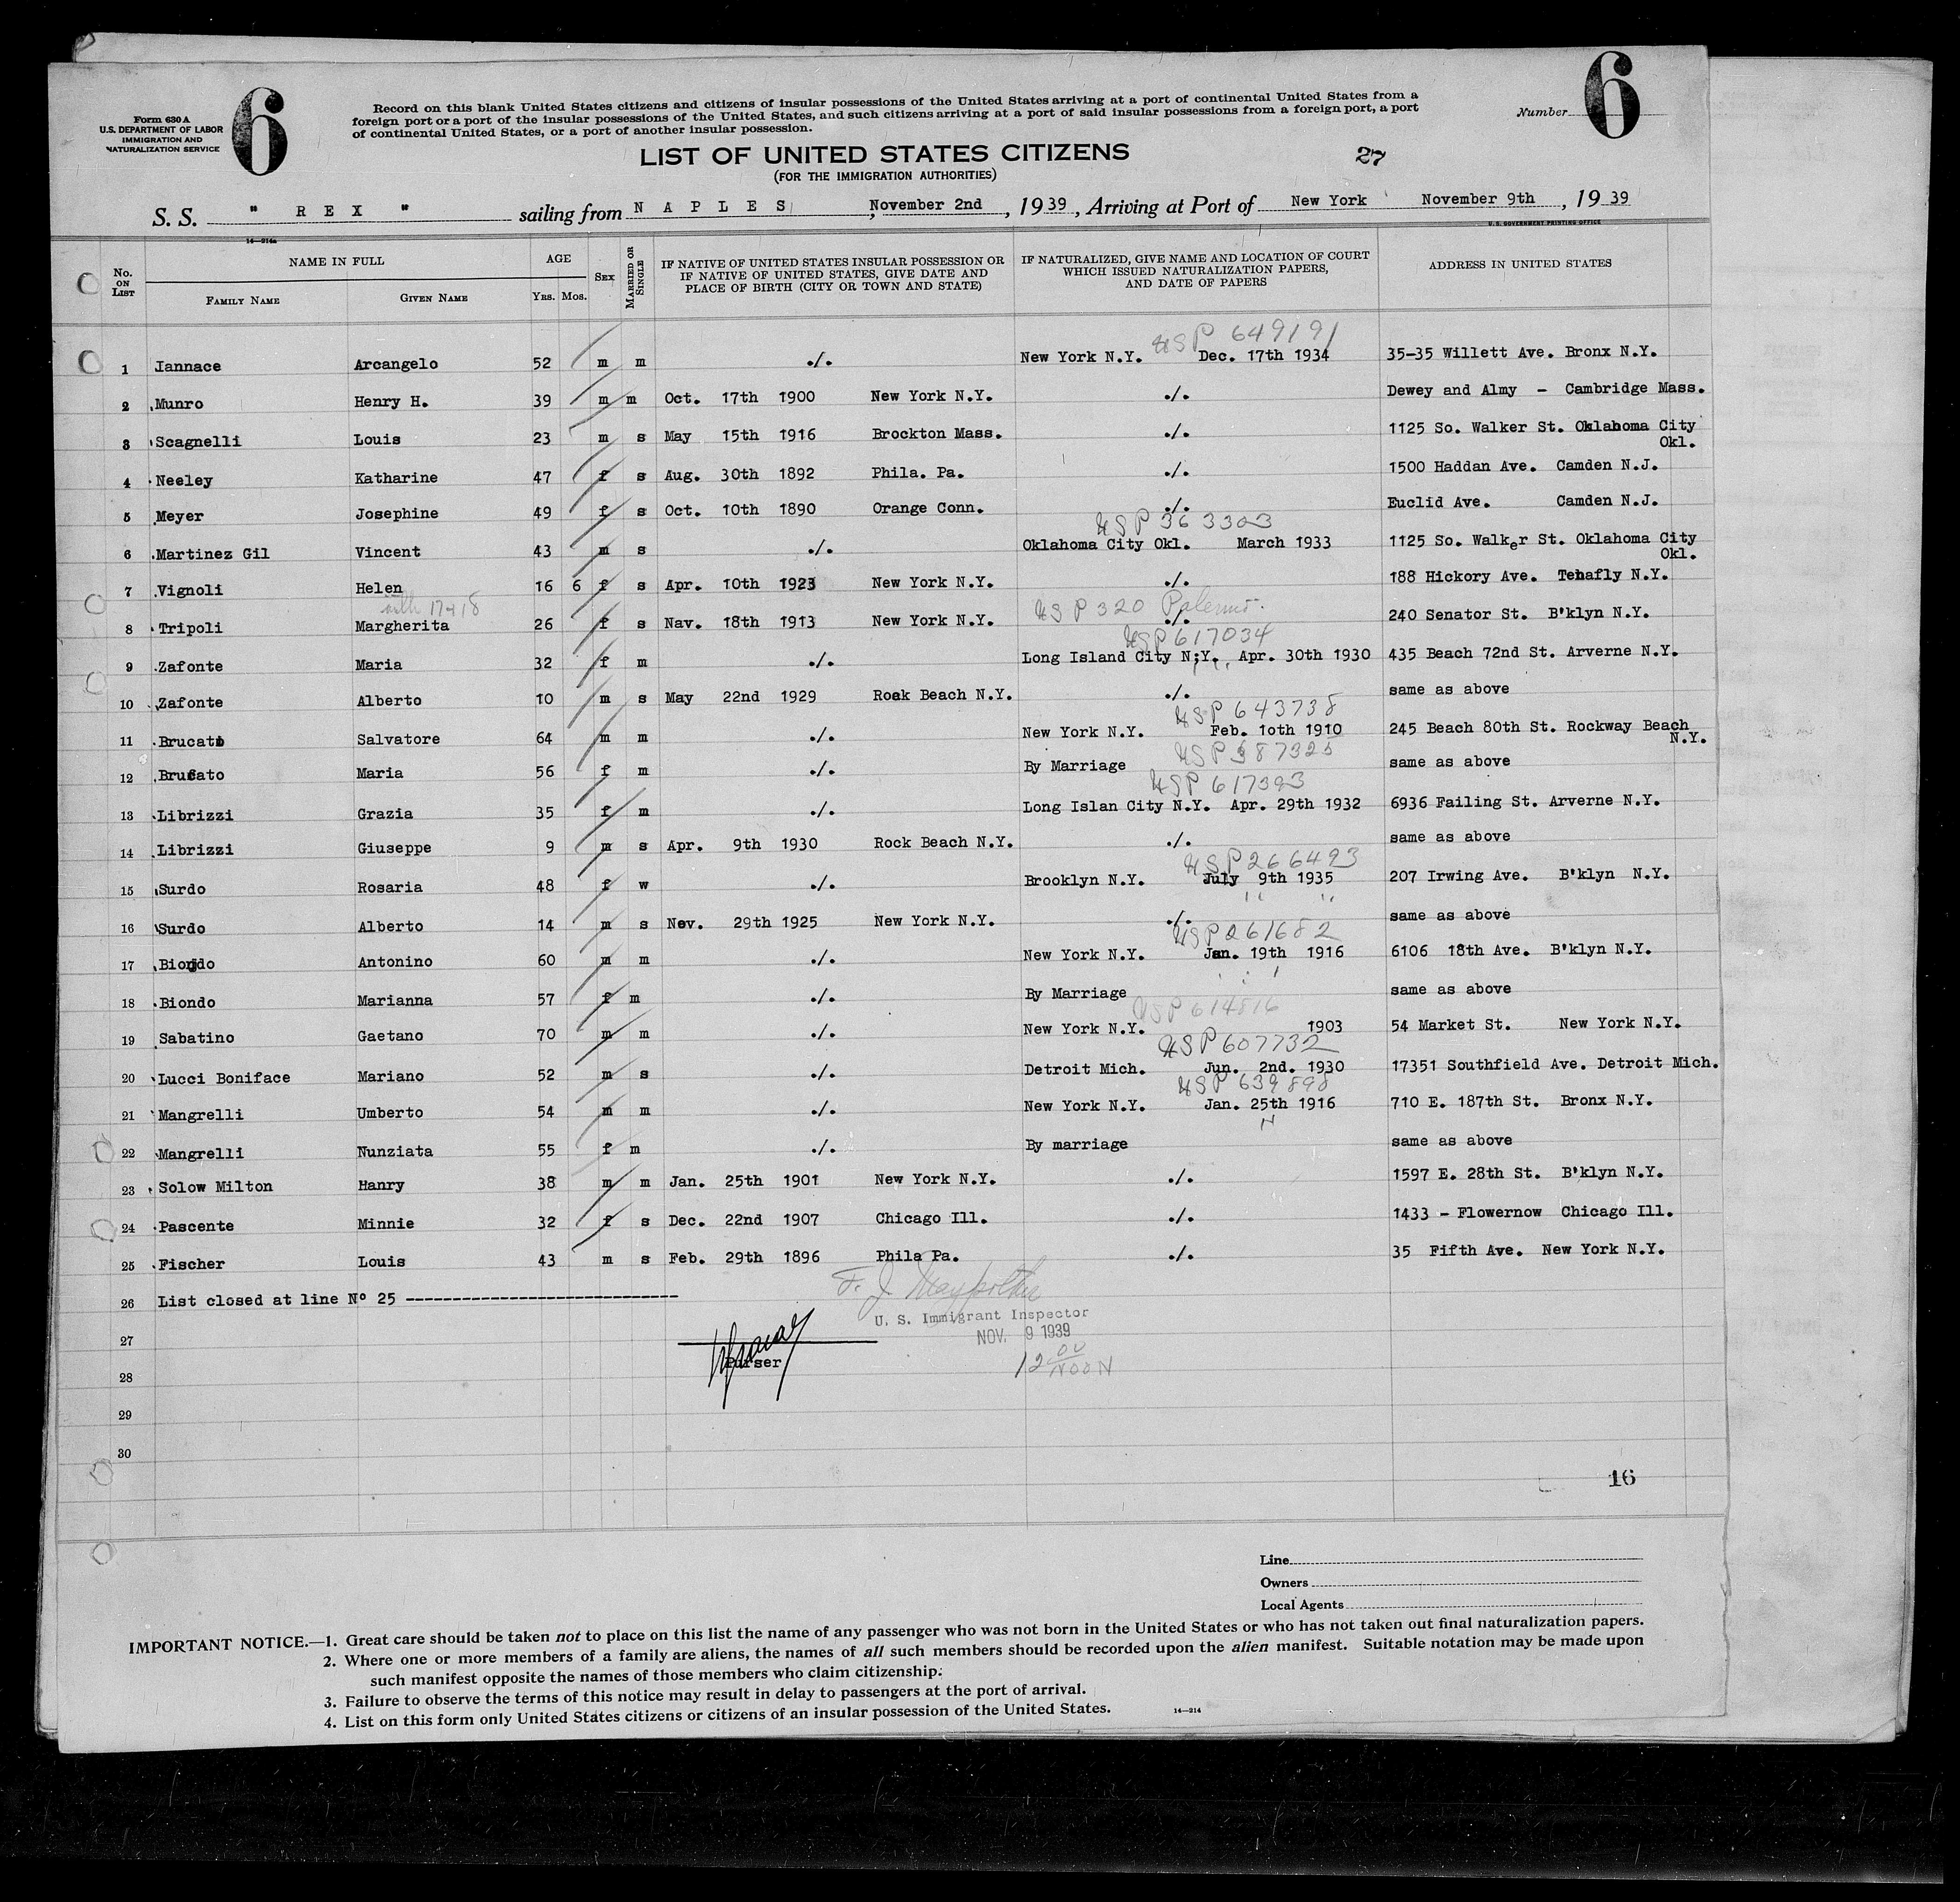 Form 630 A
U.S. DEPARTMENT OF LABOR
IMMIGRATION AND
NATURALIZATION SERVICE
6
Record on this blank United States citizens and citizens of insular possessions of the United States arriving at a port of continental United States from a
foreign port or a port of the insular possessions of the United States, and such citizens arriving at a port of said insular possessions from a foreign port, a port
of continental United States, or a port of another insular possession.
Number 6
LIST OF UNITED STATES CITIZENS
(FOR THE IMMIGRATION AUTHORITIES)
27
S. S. " R E X " sailing from N A P L E S, November 2nd, 19 39, Arriving at Port of New York November 9th, 19 39
14—214a
U. S. GOVERNMENT PRINTING OFFICE
No. ON LIST NAME IN FULL FAMILY NAME GIVEN NAME AGE YRS. MOS. SEX MARRIED OR SINGLE IF NATIVE OF UNITED STATES INSULAR POSSESSION OR IF NATIVE OF UNITED STATES, GIVE DATE AND PLACE OF BIRTH (CITY OR TOWN AND STATE) IF NATURALIZED, GIVE NAME AND LOCATION OF COURT WHICH ISSUED NATURALIZATION PAPERS, AND DATE OF PAPERS ADDRESS IN UNITED STATES
USP 649191
1 Iannace Arcangelo 52 m m ./. New York N.Y. Dec. 17th 1934 35-35 Willett Ave. Bronx N.Y.
2 Munro Henry H. 39 m m Oct. 17th 1900 New York N.Y. ./. Dewey and Almy - Cambridge Mass.
3 Scagnelli Louis 23 m s May 15th 1916 Brockton Mass. ./. 1125 So. Walker St. Oklahoma City Okl.
4 Neeley Katharine 47 f s Aug. 30th 1892 Phila. Pa. ./. 1500 Haddan Ave. Camden N.J.
5 Meyer Josephine 49 f s Oct. 10th 1890 Orange Conn. ./. Euclid Ave. Camden N.J.
USP 363303
6 Martinez Gil Vincent 43 m s ./. Oklahoma City Okl. March 1933 1125 So. Walker St. Oklahoma City Okl.
7 Vignoli Helen 16 6 f s Apr. 10th 1923 New York N.Y. ./. 188 Hickory Ave. Tenafly N.Y.
with 17+18 USP 320 Palermo.
8 Tripoli Margherita 26 f s Nav. 18th 1913 New York N.Y. ./. 240 Senator St. B'klyn N.Y.
USP 617034
9 Zafonte Maria 32 f m ./. Long Island City N;Y. Apr. 30th 1930 435 Beach 72nd St. Arverne N.Y.
10 Zafonte Alberto 10 m s May 22nd 1929 Roak Beach N.Y. ./. same as above
USP 643738
11 Brucato Salvatore 64 m m ./. New York N.Y. Feb. 1oth 1910 245 Beach 80th St. Rockway Beach N.Y.
USP 587325
12 Brucato Maria 56 f m ./. By Marriage same as above
USP 617393
13 Librizzi Grazia 35 f m ./. Long Islan City N.Y. Apr. 29th 1932 6936 Failing St. Arverne N.Y.
14 Librizzi Giuseppe 9 m s Apr. 9th 1930 Rock Beach N.Y. ./. same as above
USP 266493
15 Surdo Rosaria 48 f w ./. Brooklyn N.Y. July 9th 1935 207 Irwing Ave. B'klyn N.Y.
16 Surdo Alberto 14 m s Nev. 29th 1925 New York N.Y. ./. same as above
USP 261682
17 Biondo Antonino 60 m m ./. New York N.Y. Jan. 19th 1916 6106 18th Ave. B'klyn N.Y.
18 Biondo Marianna 57 f m ./. By Marriage same as above
USP 614816
19 Sabatino Gaetano 70 m m ./. New York N.Y. 1903 54 Market St. New York N.Y.
USP 607732
20 Lucci Boniface Mariano 52 m s ./. Detroit Mich. Jun. 2nd. 1930 17351 Southfield Ave. Detroit Mich.
USP 639898
21 Mangrelli Umberto 54 m m ./. New York N.Y. Jan. 25th 1916 710 E. 187th St. Bronx N.Y.
22 Mangrelli Nunziata 55 f m ./. By marriage same as above
23 Solow Milton Hanry 38 m m Jan. 25th 1901 New York N.Y. ./. 1597 E. 28th St. B'klyn N.Y.
24 Pascente Minnie 32 f s Dec. 22nd 1907 Chicago Ill. ./. 1433 - Flowernow Chicago Ill.
25 Fischer Louis 43 m s Feb. 29th 1896 Phila Pa. ./. 35 Fifth Ave. New York N.Y.
26 List closed at line Nº 25 -----------------------------
F. J.
U. S. Immigrant Inspector
27 NOV. 9 1939
Purser
12 00 NOON
28
29
30
16
Line
Owners
Local Agents
IMPORTANT NOTICE.—1. Great care should be taken not to place on this list the name of any passenger who was not born in the United States or who has not taken out final naturalization papers.
2. Where one or more members of a family are aliens, the names of all such members should be recorded upon the alien manifest. Suitable notation may be made upon
such manifest opposite the names of those members who claim citizenship.
3. Failure to observe the terms of this notice may result in delay to passengers at the port of arrival.
4. List on this form only United States citizens or citizens of an insular possession of the United States.
14—214